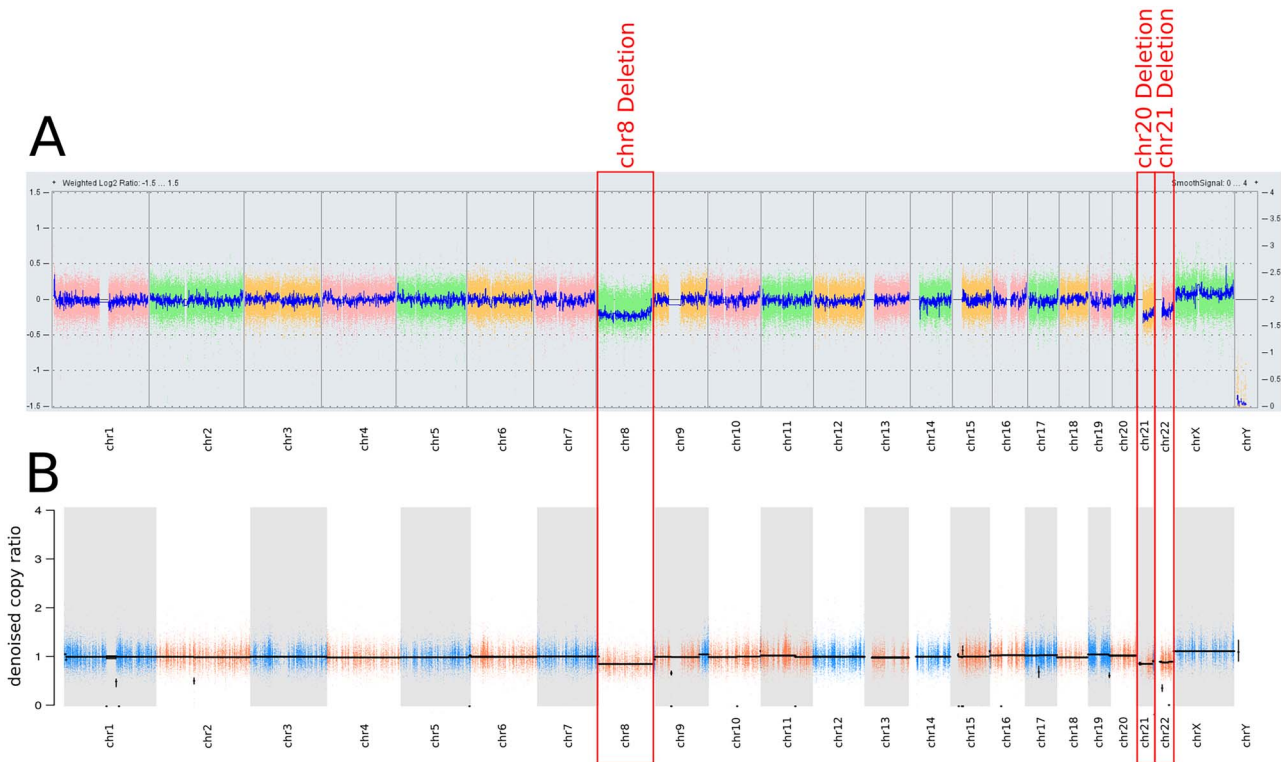 chr8 Deletion
chr20 Deletion
chr21 Deletion
A
Weighted Log2 Ratio: -1.5 ... 1.5
SmoothSignal: 0 ... 4
1.5
1
0.5
0
-0.5
-1
-1.5
4
3.5
3
2.5
2
1.5
1
0.5
0
chr1
chr2
chr3
chr4
chr5
chr6
chr7
chr8
chr9
chr10
chr11
chr12
chr13
chr14
chr15
chr16
chr17
chr18
chr19
chr20
chr21
chr22
chrX
chrY
B
denoised copy ratio
4
3
2
1
0
chr1
chr2
chr3
chr4
chr5
chr6
chr7
chr8
chr9
chr10
chr11
chr12
chr13
chr14
chr15
chr16
chr17
chr18
chr19
chr20
chr21
chr22
chrX
chrY